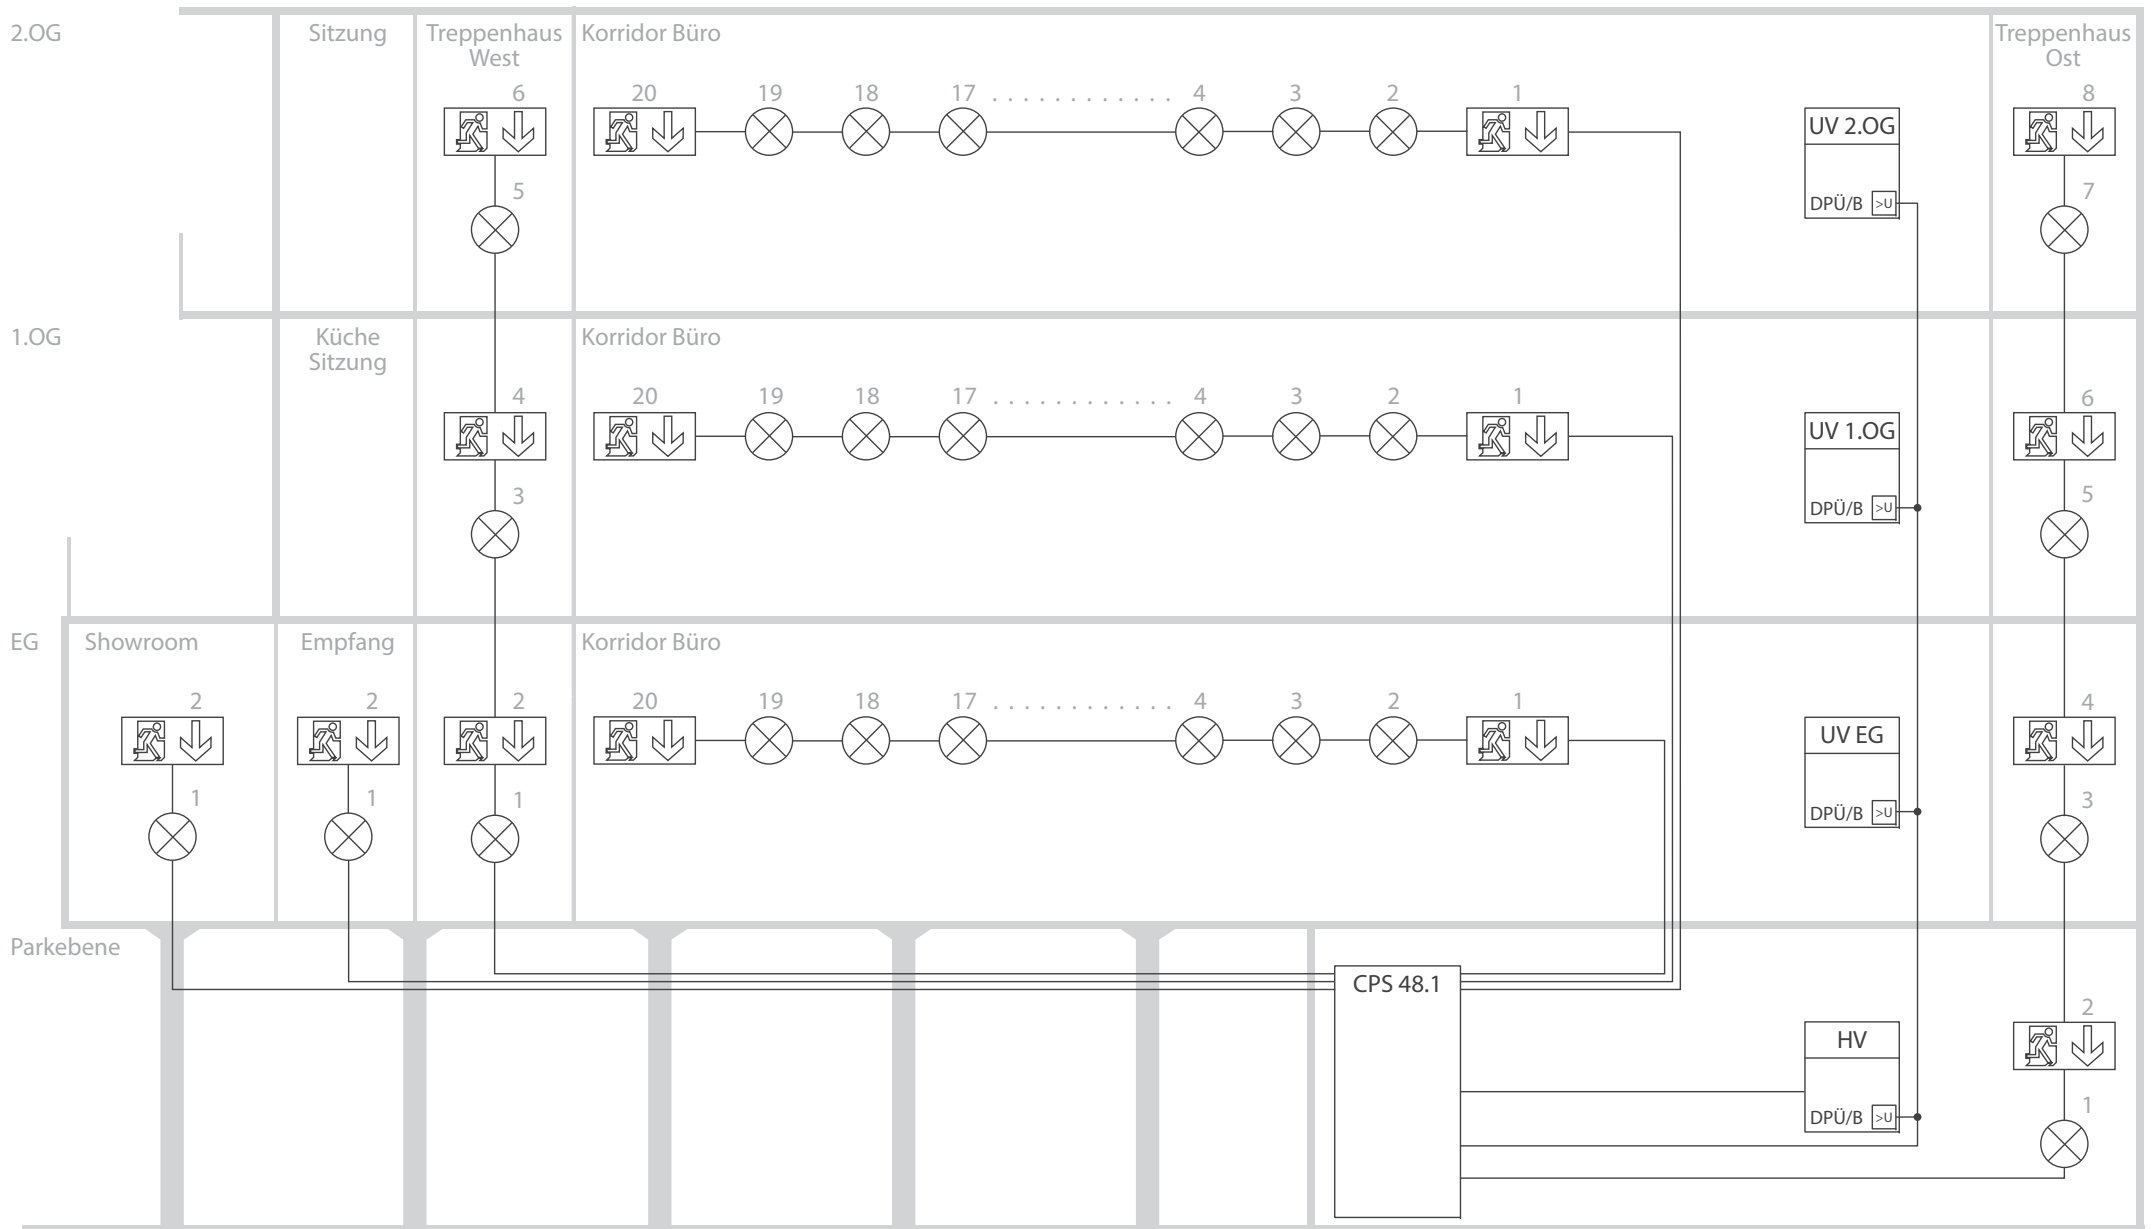 2.OG
Sitzung
Treppenhaus
West
Korridor Büro
Treppenhaus
Ost
6
20 19 18 17 . . . . . . . . . . . . 4 3 2 1
8
UV 2.OG
5
7
DPÜ/B >U
1.OG
Küche
Sitzung
Korridor Büro
4
20 19 18 17 . . . . . . . . . . . . 4 3 2 1
6
UV 1.OG
3
5
DPÜ/B >U
EG
Showroom
Empfang
Korridor Büro
2
2
2
20 19 18 17 . . . . . . . . . . . . 4 3 2 1
4
UV EG
1
1
1
3
DPÜ/B >U
Parkebene
CPS 48.1
2
HV
1
DPÜ/B >U